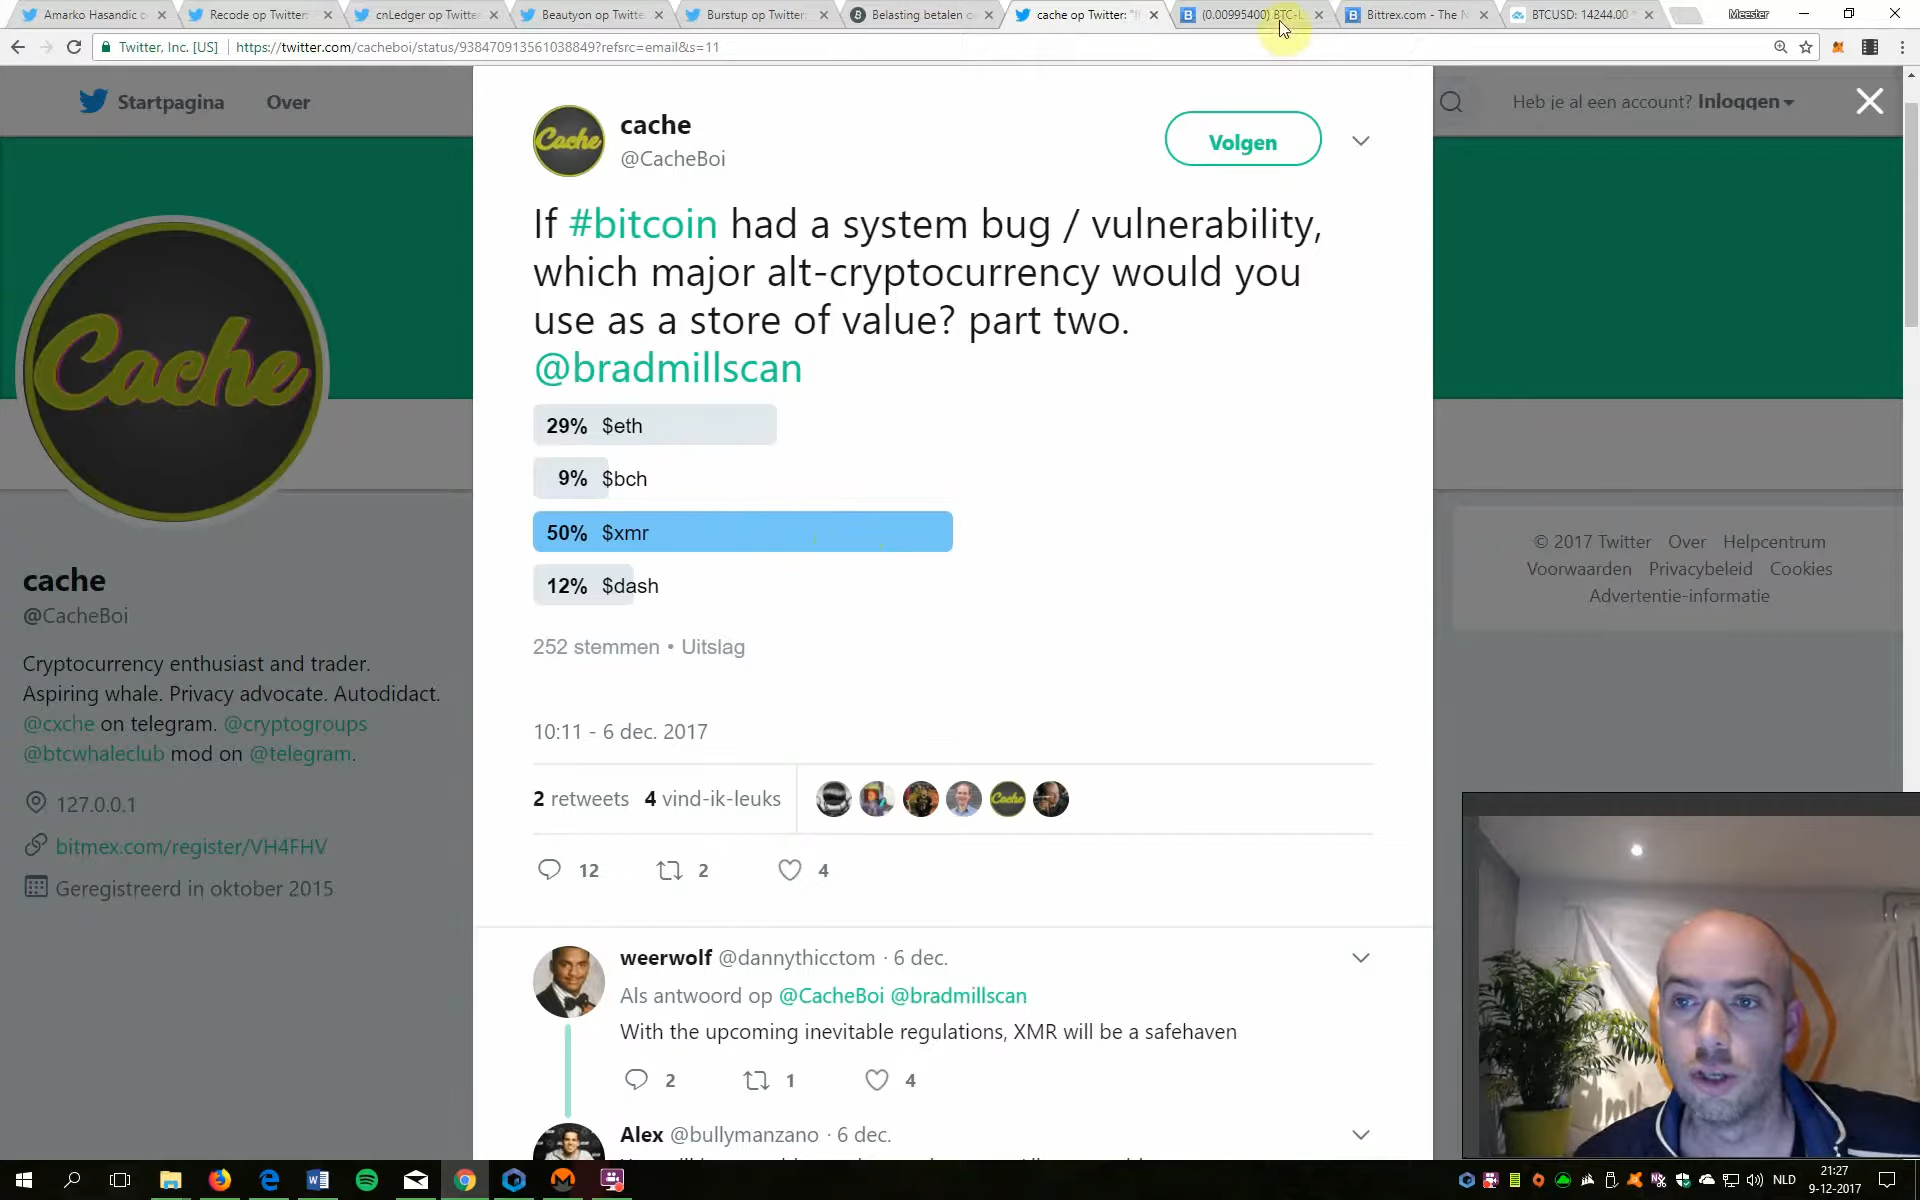 Amarko Hasandic o
Recode op Twitter:
cnLedger op Twitte
Beautyon op Twitte
Burstup op Twitter:
Belasting betalen o
cache op Twitter: "I
(0.00995400) BTC-L
Bittrex.com - The N
BTCUSD: 14244.00
Meester
Twitter, Inc. [US]
https://twitter.com/cacheboi/status/938470913561038849?refsrc=email&s=11
Startpagina
Over
Heb je al een account? Inloggen
Cache
cache
@CacheBoi
Volgen
If #bitcoin had a system bug / vulnerability,
which major alt-cryptocurrency would you
use as a store of value? part two.
@bradmillscan
29% $eth
9% $bch
50% $xmr
12% $dash
252 stemmen • Uitslag
10:11 - 6 dec. 2017
2 retweets 4 vind-ik-leuks
Cache
12
2
4
weerwolf @dannythicctom · 6 dec.
Als antwoord op @CacheBoi @bradmillscan
With the upcoming inevitable regulations, XMR will be a safehaven
2
1
4
Alex @bullymanzano · 6 dec.
Cache
cache
@CacheBoi
Cryptocurrency enthusiast and trader.
Aspiring whale. Privacy advocate. Autodidact.
@cxche on telegram. @cryptogroups
@btcwhaleclub mod on @telegram.
127.0.0.1
bitmex.com/register/VH4FHV
Geregistreerd in oktober 2015
© 2017 Twitter Over Helpcentrum
Voorwaarden Privacybeleid Cookies
Advertentie-informatie
NLD
21:27
9-12-2017